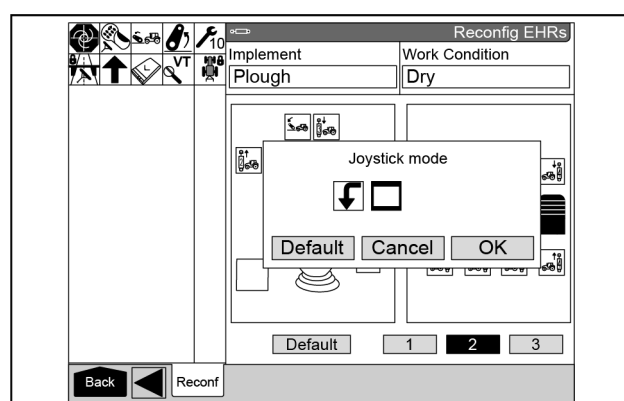 Reconfig EHRs
10
VT
Implement
Work Condition
Plough
Dry
Joystick mode
Default
Cancel
OK
Default
1
2
3
Back
Reconf